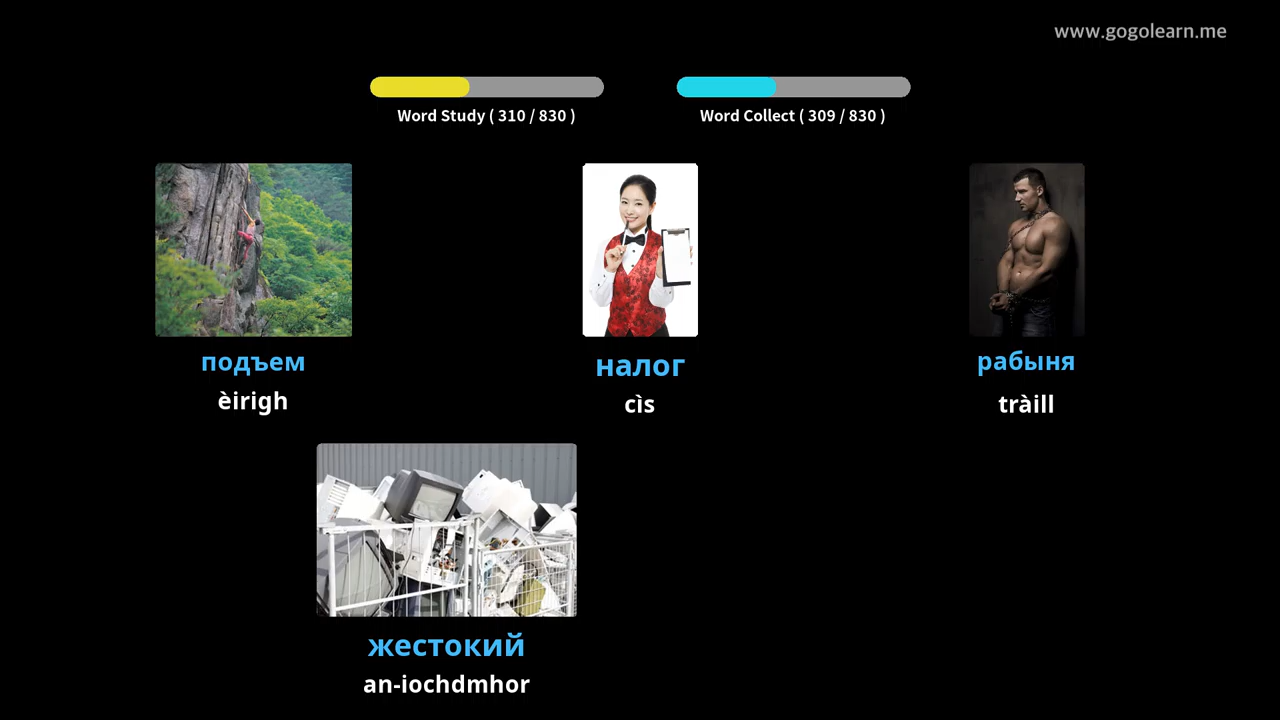 www.gogolearn.me
Word Study ( 310 / 830 )
Word Collect ( 309 / 830 )
подъем
èirigh
налог
cìs
рабыня
tràill
жестокий
an-iochdmhor